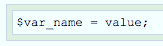 $var_name = value;